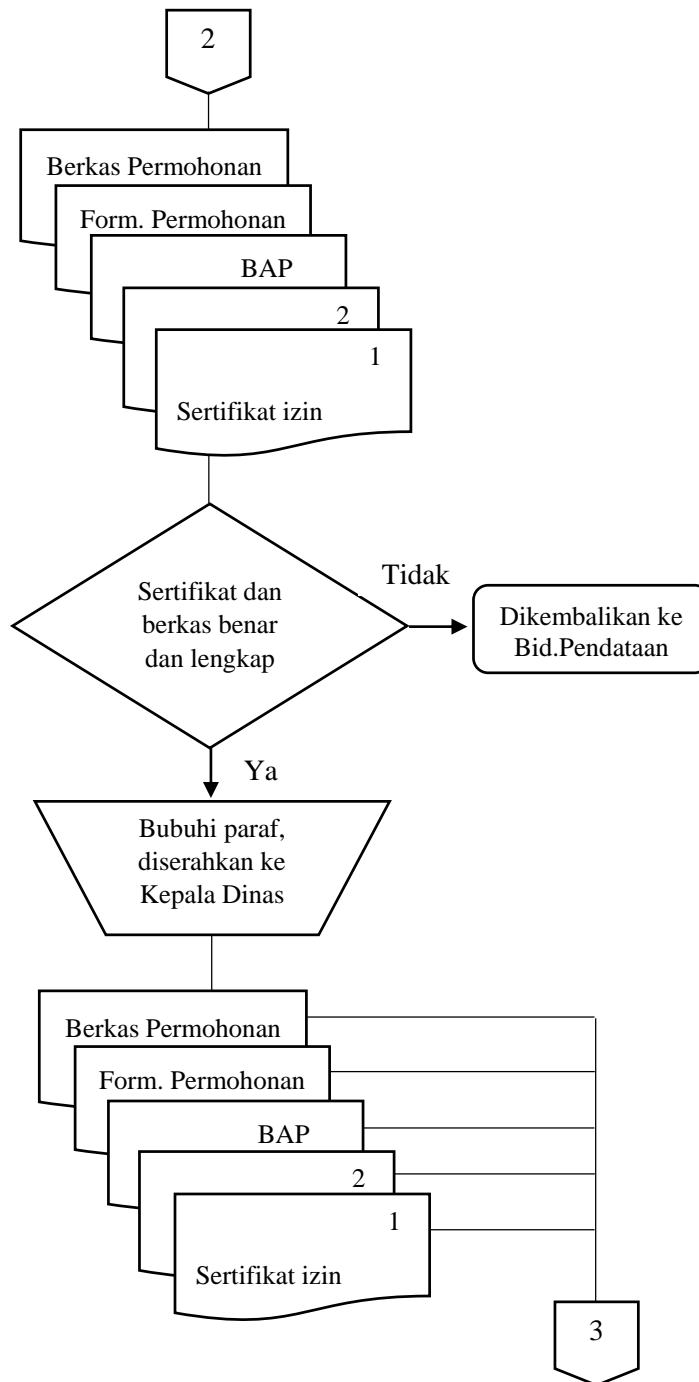 2
Berkas Permohonan
Form. Permohonan
BAP
2
1
Sertifikat izin
Tidak
Sertifikat dan
berkas benar
dan lengkap
Dikembalikan ke
Bid.Pendataan
Ya
Bubuhi paraf,
diserahkan ke
Kepala Dinas
Berkas Permohonan
Form. Permohonan
BAP
2
1
Sertifikat izin
3